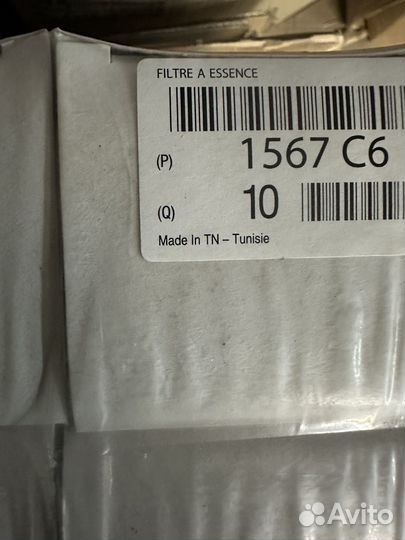 FILTRE A ESSENCE
(P) 1567 C6
(Q) 10
Made In TN – Tunisie
Avito